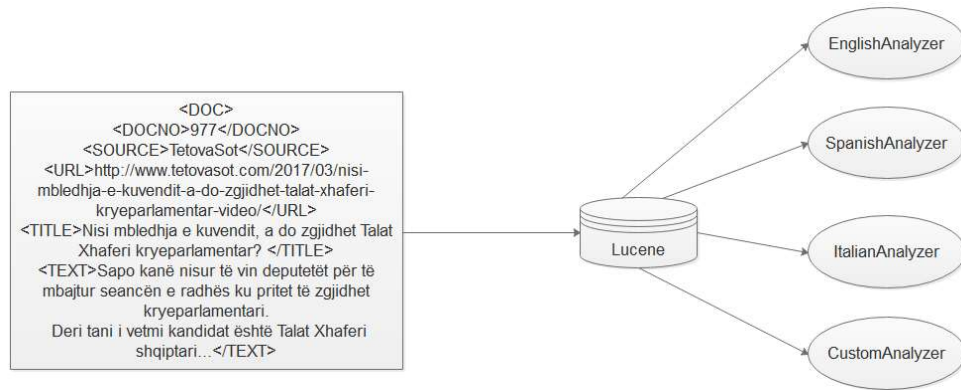 <DOC>
<DOCNO>977</DOCNO>
<SOURCE>TetovaSot</SOURCE>
<URL>http://www.tetovasot.com/2017/03/nisi-
mbledhja-e-kuvendit-a-do-zgjidhet-talat-xhaferi-
kryeparlamentar-video/</URL>
<TITLE>Nisi mbledhja e kuvendit, a do zgjidhet Talat
Xhaferi kryeparlamentar? </TITLE>
<TEXT>Sapo kanë nisur të vin deputetët për të
mbajtur seancën e radhës ku pritet të zgjidhet
kryeparlamentari.
Deri tani i vetmi kandidat është Talat Xhaferi
shqiptari...</TEXT>
Lucene
EnglishAnalyzer
SpanishAnalyzer
ItalianAnalyzer
CustomAnalyzer